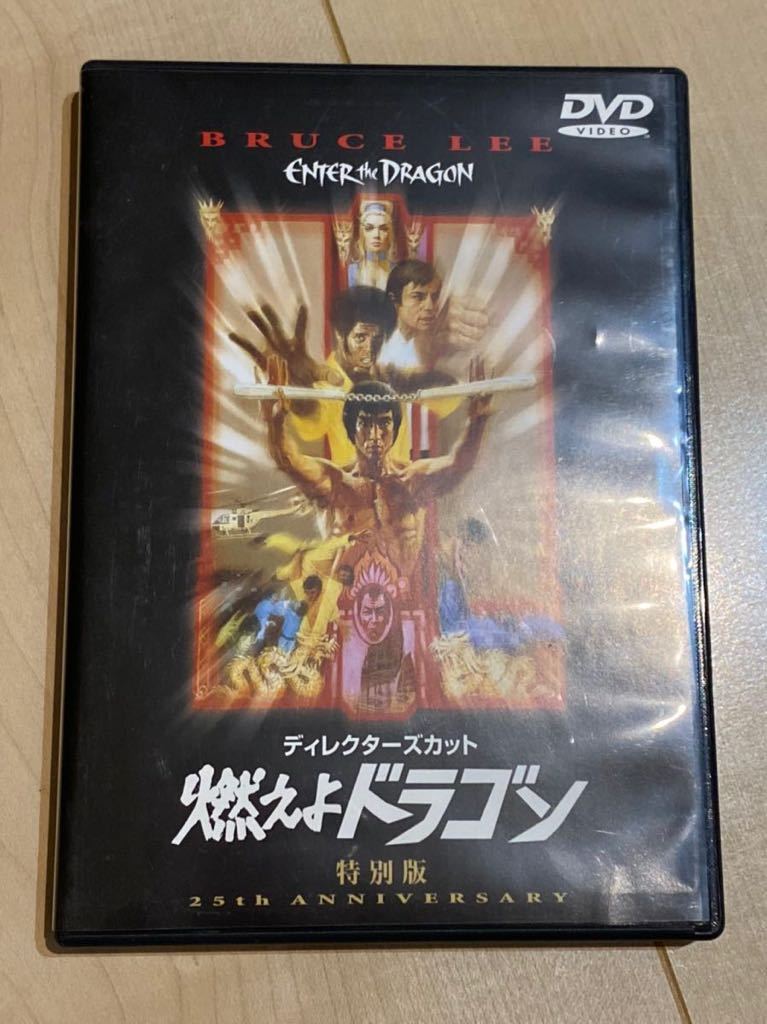 DVD
VIDEO
BRUCE LEE
ENTER the DRAGON
ディレクターズカット
燃えよドラゴン
特別版
25th ANNIVERSARY